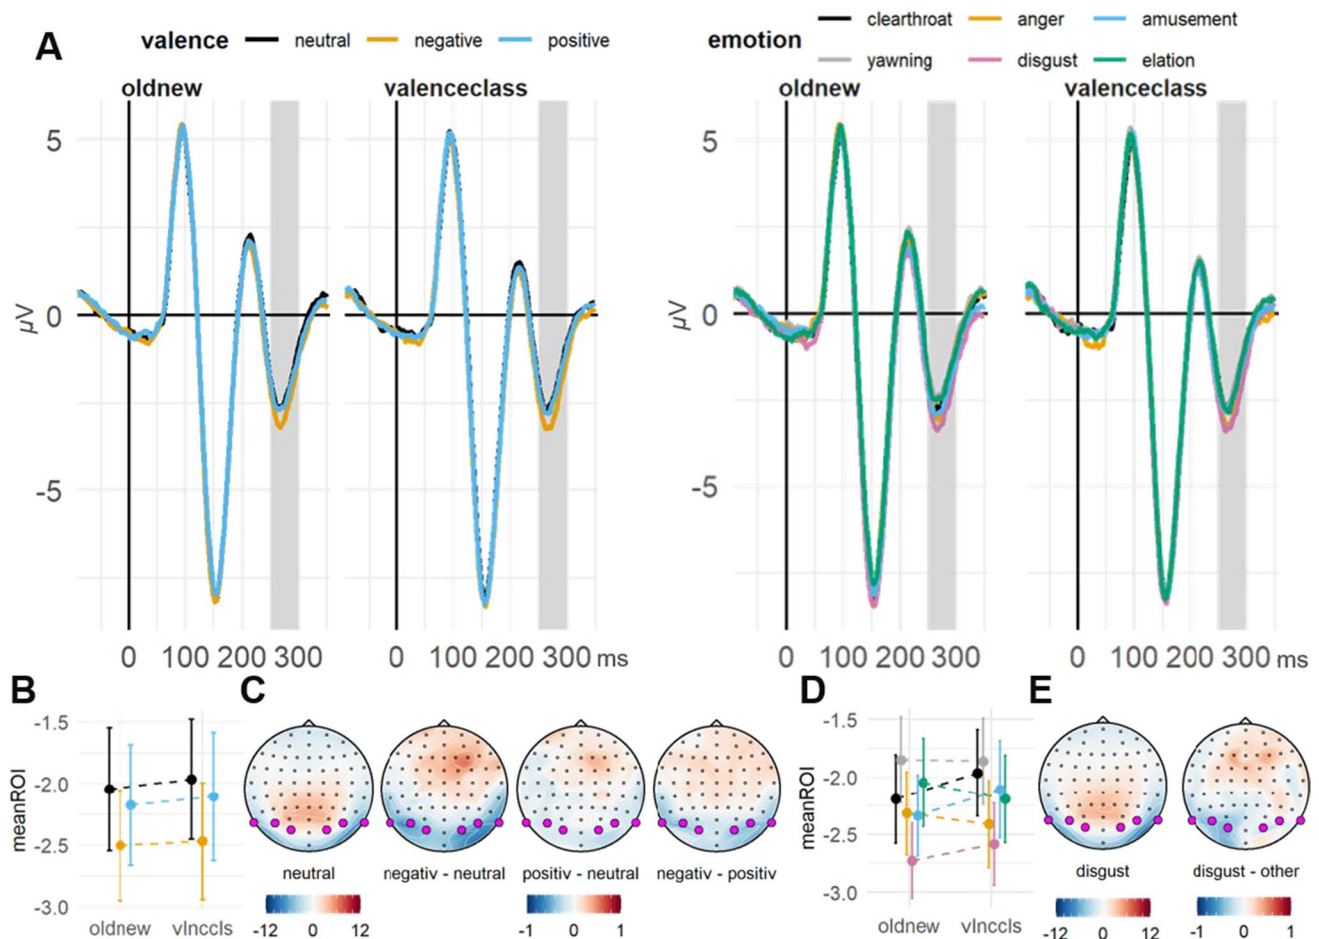 A
valence neutral negative positive
oldnew valenceclass
5
0
-5
µV
0 100 200 300 0 100 200 300 ms
emotion clearthroat anger amusement
yawning disgust elation
oldnew valenceclass
5
0
-5
µV
0 100 200 300 0 100 200 300 ms
B
meanROI
-1.5
-2.0
-2.5
-3.0
oldnew vlnccls
C
neutral negativ - neutral positiv - neutral negativ - positiv
-12 0 12 -1 0 1
D
meanROI
-1.5
-2.0
-2.5
-3.0
oldnew vlnccls
E
disgust disgust - other
-12 0 12 -1 0 1